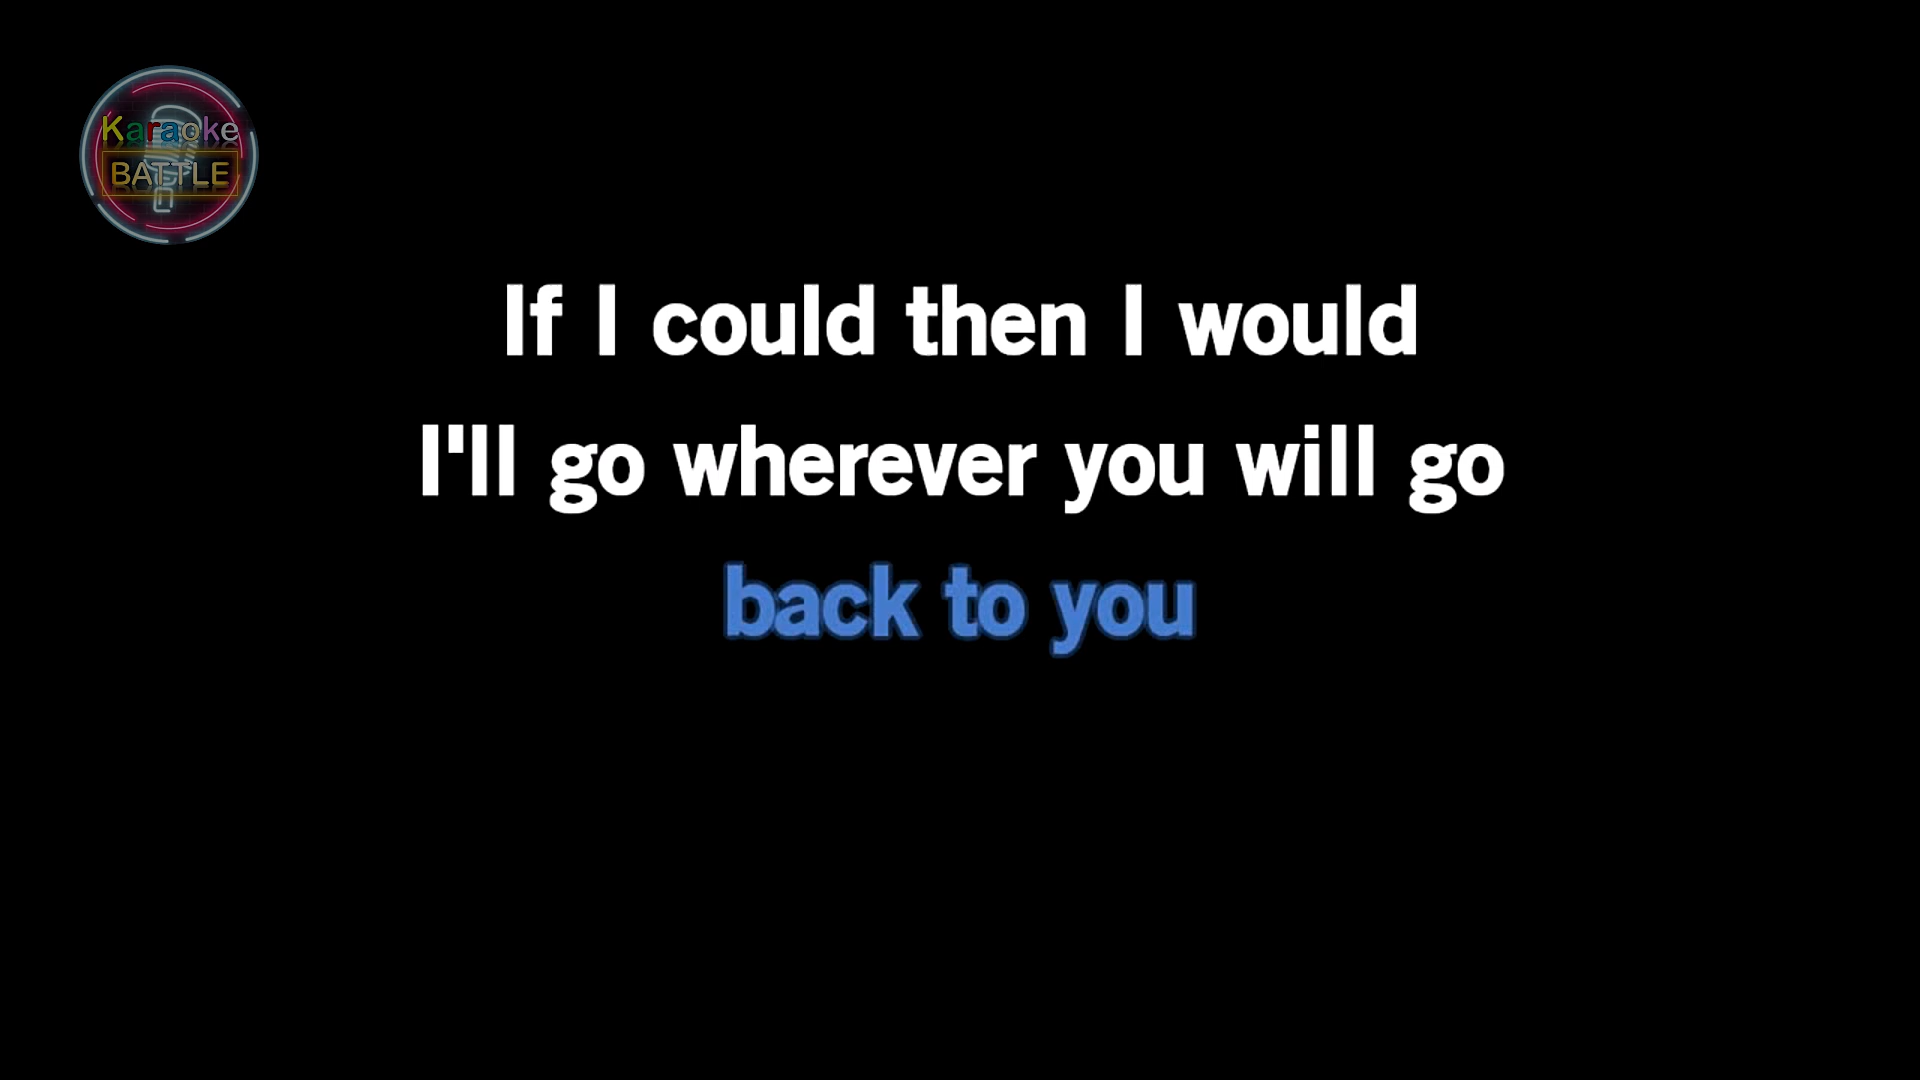 Karaoke
BATTLE
If I could then I would
I'll go wherever you will go
back to you